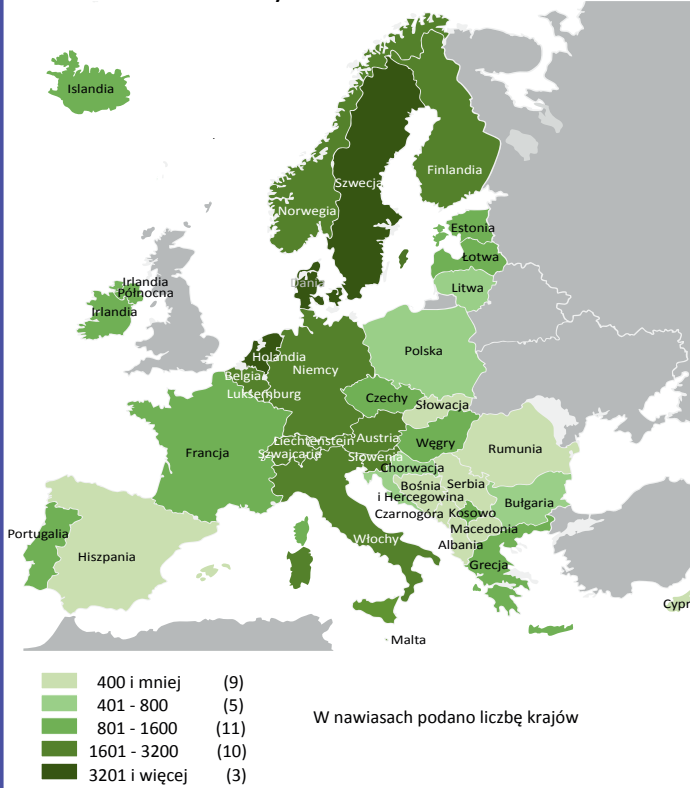 Islandia
Szwecja
Finlandia
Norwegia
Estonia
Łotwa
Dania
Litwa
Irlandia
Północna
Irlandia
Holandia
Polska
Niemcy
Belgia
Luksemburg
Czechy
Słowacja
Liechtenstein
Austria
Węgry
Rumunia
Francja
Szwajcaria
Słowenia
Chorwacja
Bośnia
i Hercegowina
Serbia
Bułgaria
Czarnogóra
Kosowo
Macedonia
Portugalia
Włochy
Albania
Hiszpania
Grecja
Cypr
Malta
400 i mniej (9)
401 - 800 (5)
W nawiasach podano liczbę krajów
801 - 1600 (11)
1601 - 3200 (10)
3201 i więcej (3)